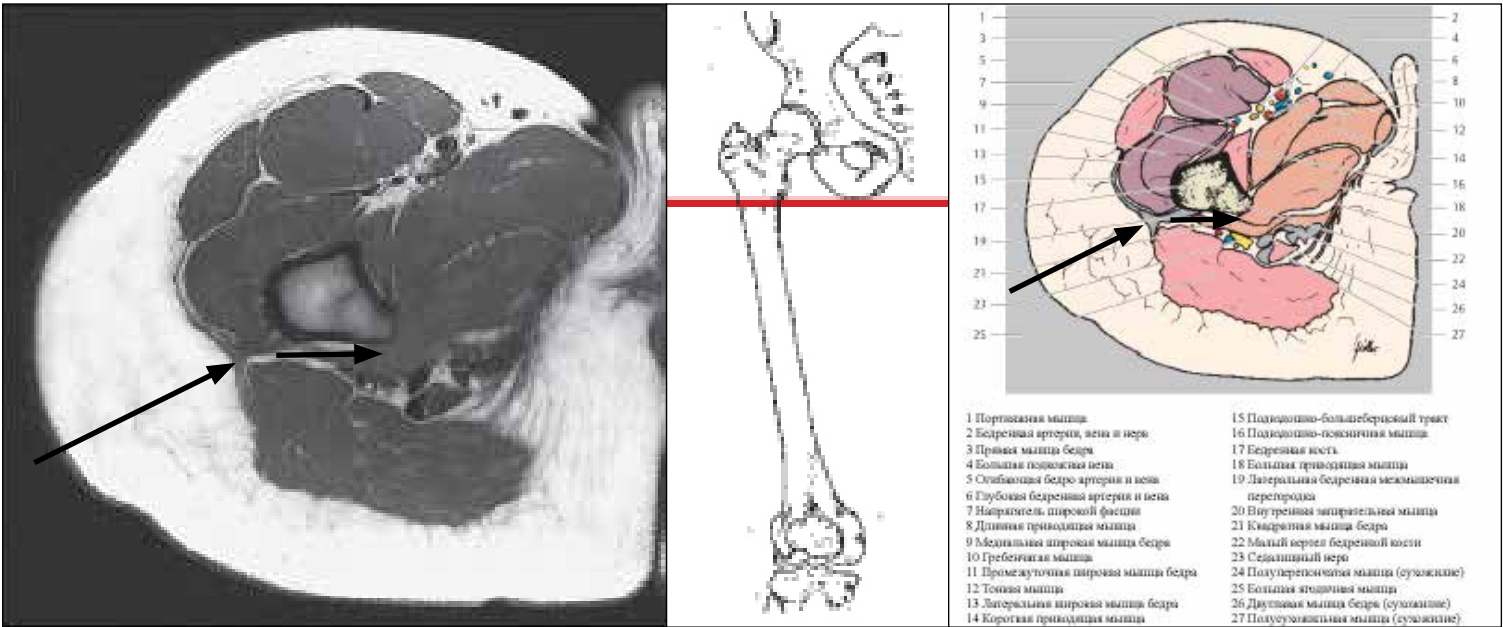 1
3
5
7
9
11
13
15
17
19
21
23
25
2
4
6
8
10
12
14
16
18
20
22
24
26
27
1 Портняжная мышца
2 Бедренная артерия, вена и нерв
3 Прямая мышца бедра
4 Большая подкожная вена
5 Огибающая бедро артерия и вена
6 Глубокая бедренная артерия и вена
7 Напрягатель широкой фасции
8 Длинная приводящая мышца
9 Медиальная широкая мышца бедра
10 Гребенчатая мышца
11 Промежуточная широкая мышца бедра
12 Тонкая мышца
13 Латеральная широкая мышца бедра
14 Короткая приводящая мышца
15 Подвздошно-большеберцовый тракт
16 Подвздошно-поясничная мышца
17 Бедренная кость
18 Большая приводящая мышца
19 Латеральная бедренная межмышечная
перегородка
20 Внутренняя запирательная мышца
21 Квадратная мышца бедра
22 Малый вертел бедренной кости
23 Седалищный нерв
24 Полуперепончатая мышца (сухожилие)
25 Большая ягодичная мышца
26 Двуглавая мышца бедра (сухожилие)
27 Полусухожильная мышца (сухожилие)